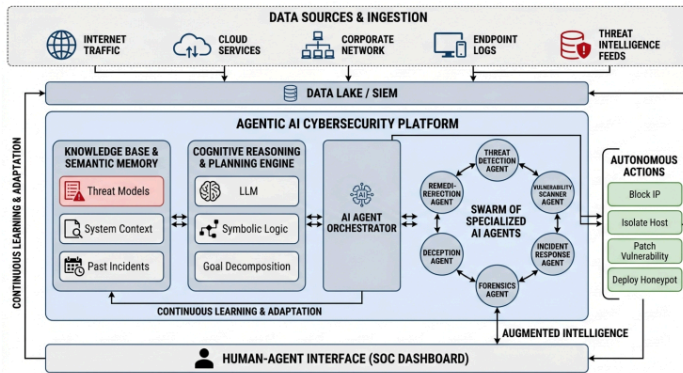 DATA SOURCES & INGESTION
INTERNET
TRAFFIC
CLOUD
SERVICES
CORPORATE
NETWORK
ENDPOINT
LOGS
THREAT
INTELLIGENCE
FEEDS
DATA LAKE / SIEM
AGENTIC AI CYBERSECURITY PLATFORM
KNOWLEDGE BASE &
SEMANTIC MEMORY
Threat Models
System Context
Past Incidents
COGNITIVE REASONING
& PLANNING ENGINE
LLM
Symbolic Logic
Goal Decomposition
AI
AI AGENT
ORCHESTRATOR
THREAT
DETECTION
AGENT
REMEDI-
RERECTION
AGENT
VULNERABILITY
SCANNER
AGENT
SWARM OF
SPECIALIZED
AI AGENTS
DECEPTION
AGENT
INCIDENT
RESPONSE
AGENT
FORENSICS
AGENT
AUTONOMOUS
ACTIONS
Block IP
Isolate Host
Patch
Vulnerability
Deploy Honeypot
CONTINUOUS LEARNING & ADAPTATION
CONTINUOUS LEARNING & ADAPTATION
AUGMENTED INTELLIGENCE
HUMAN-AGENT INTERFACE (SOC DASHBOARD)